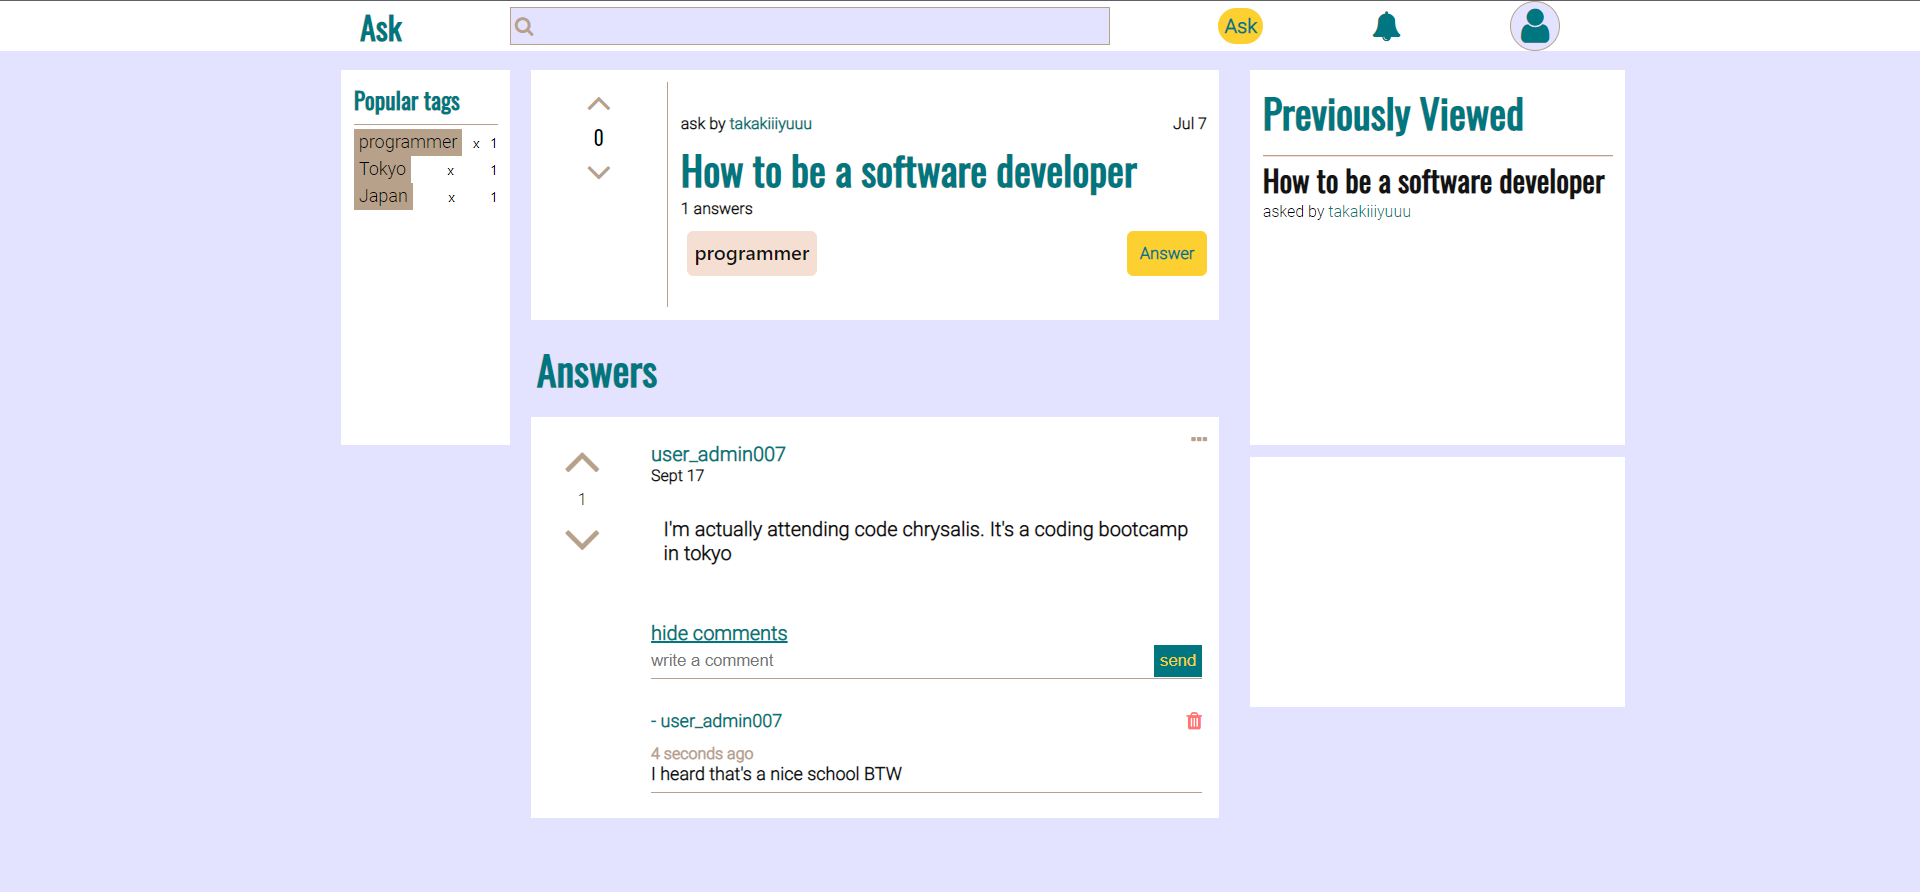 Ask
Ask
Popular tags
programmer x 1
Tokyo x 1
Japan x 1
0
ask by takakiiiyuuu Jul 7
How to be a software developer
1 answers
programmer
Answer
Answers
1
user_admin007
Sept 17
I'm actually attending code chrysalis. It's a coding bootcamp
in tokyo
hide comments
write a comment send
- user_admin007
4 seconds ago
I heard that's a nice school BTW
Previously Viewed
How to be a software developer
asked by takakiiiyuuu